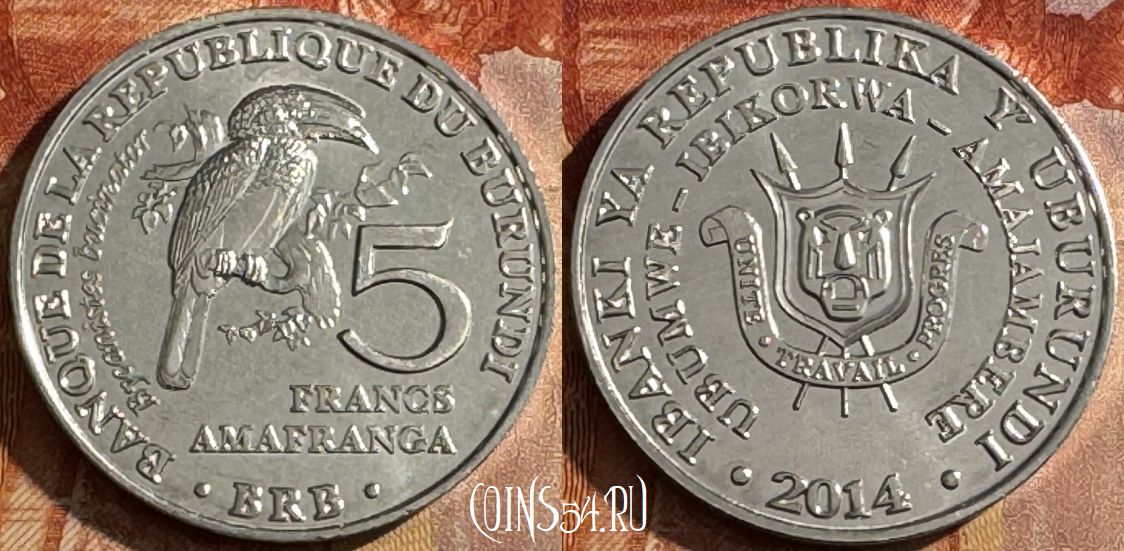 BANQUE DE LA REPUBLIQUE DU BURUNDI
Bycanistes bucinator
5
FRANCS
AMAFRANGA
• BRB •
IBANKI YA REPUBLIKA Y UBURUNDI
UBUMWE - IBIKORWA - AMAJAMBERE
UNITE • TRAVAIL • PROGRES
• 2014 •
COINS54.RU